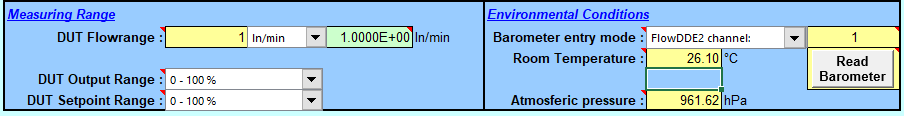 Measuring Range
DUT Flowrange : 1 ln/min 1.0000E+00 ln/min
DUT Output Range : 0 - 100 %
DUT Setpoint Range : 0 - 100 %
Environmental Conditions
Barometer entry mode : FlowDDE2 channel: 1
Room Temperature : 26.10 °C
Read
Barometer
Atmosferic pressure : 961.62 hPa